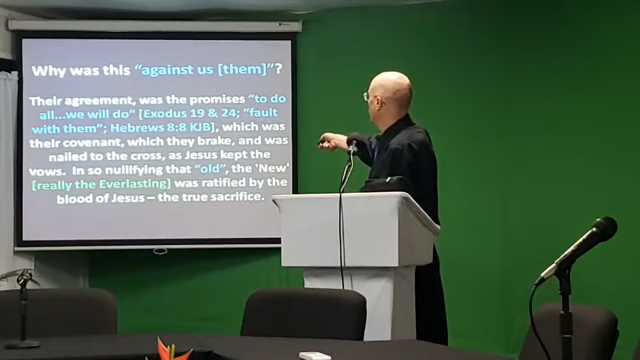 Why was this “against us [them]”?
Their agreement, was the promises “to do
all...we will do” [Exodus 19 & 24; “fault
with them”; Hebrews 8:8 KJB], which was
their covenant, which they brake, and was
nailed to the cross, as Jesus kept the
vows. In so nullifying that “old”, the 'New'
[really the Everlasting] was ratified by the
blood of Jesus – the true sacrifice.